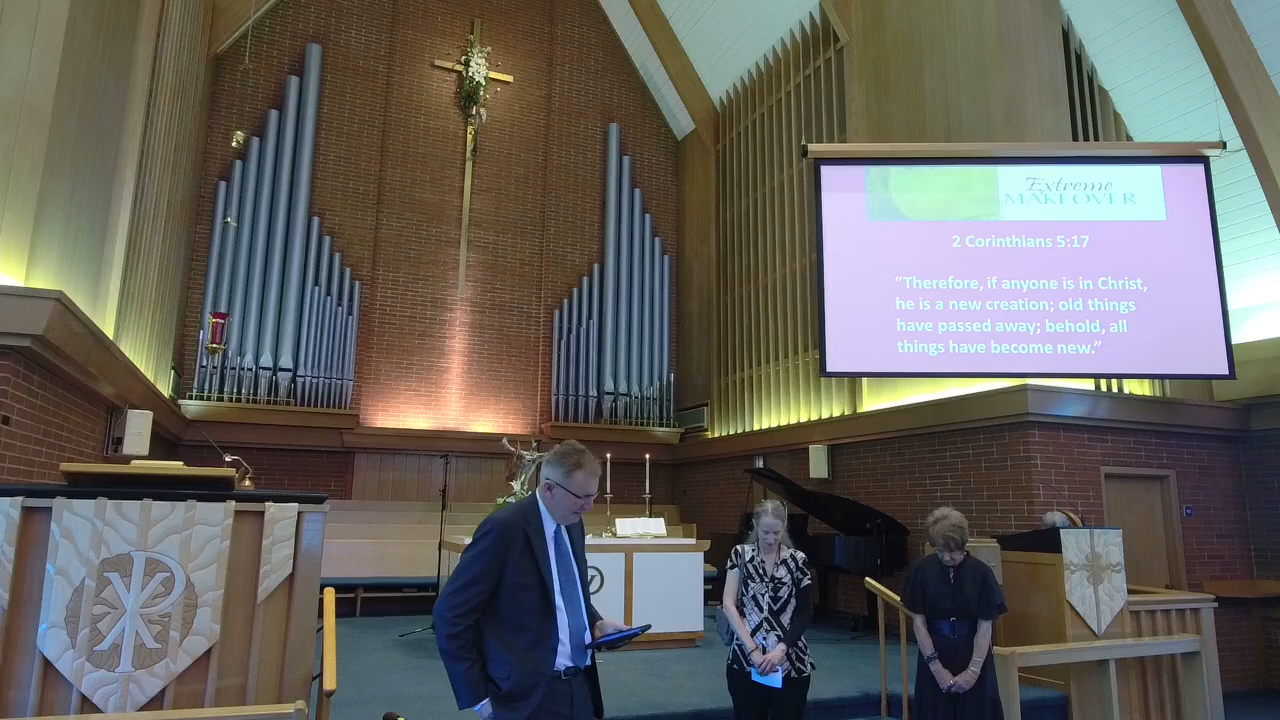 Extreme
MAKEOVER
2 Corinthians 5:17
“Therefore, if anyone is in Christ,
he is a new creation; old things
have passed away; behold, all
things have become new.”